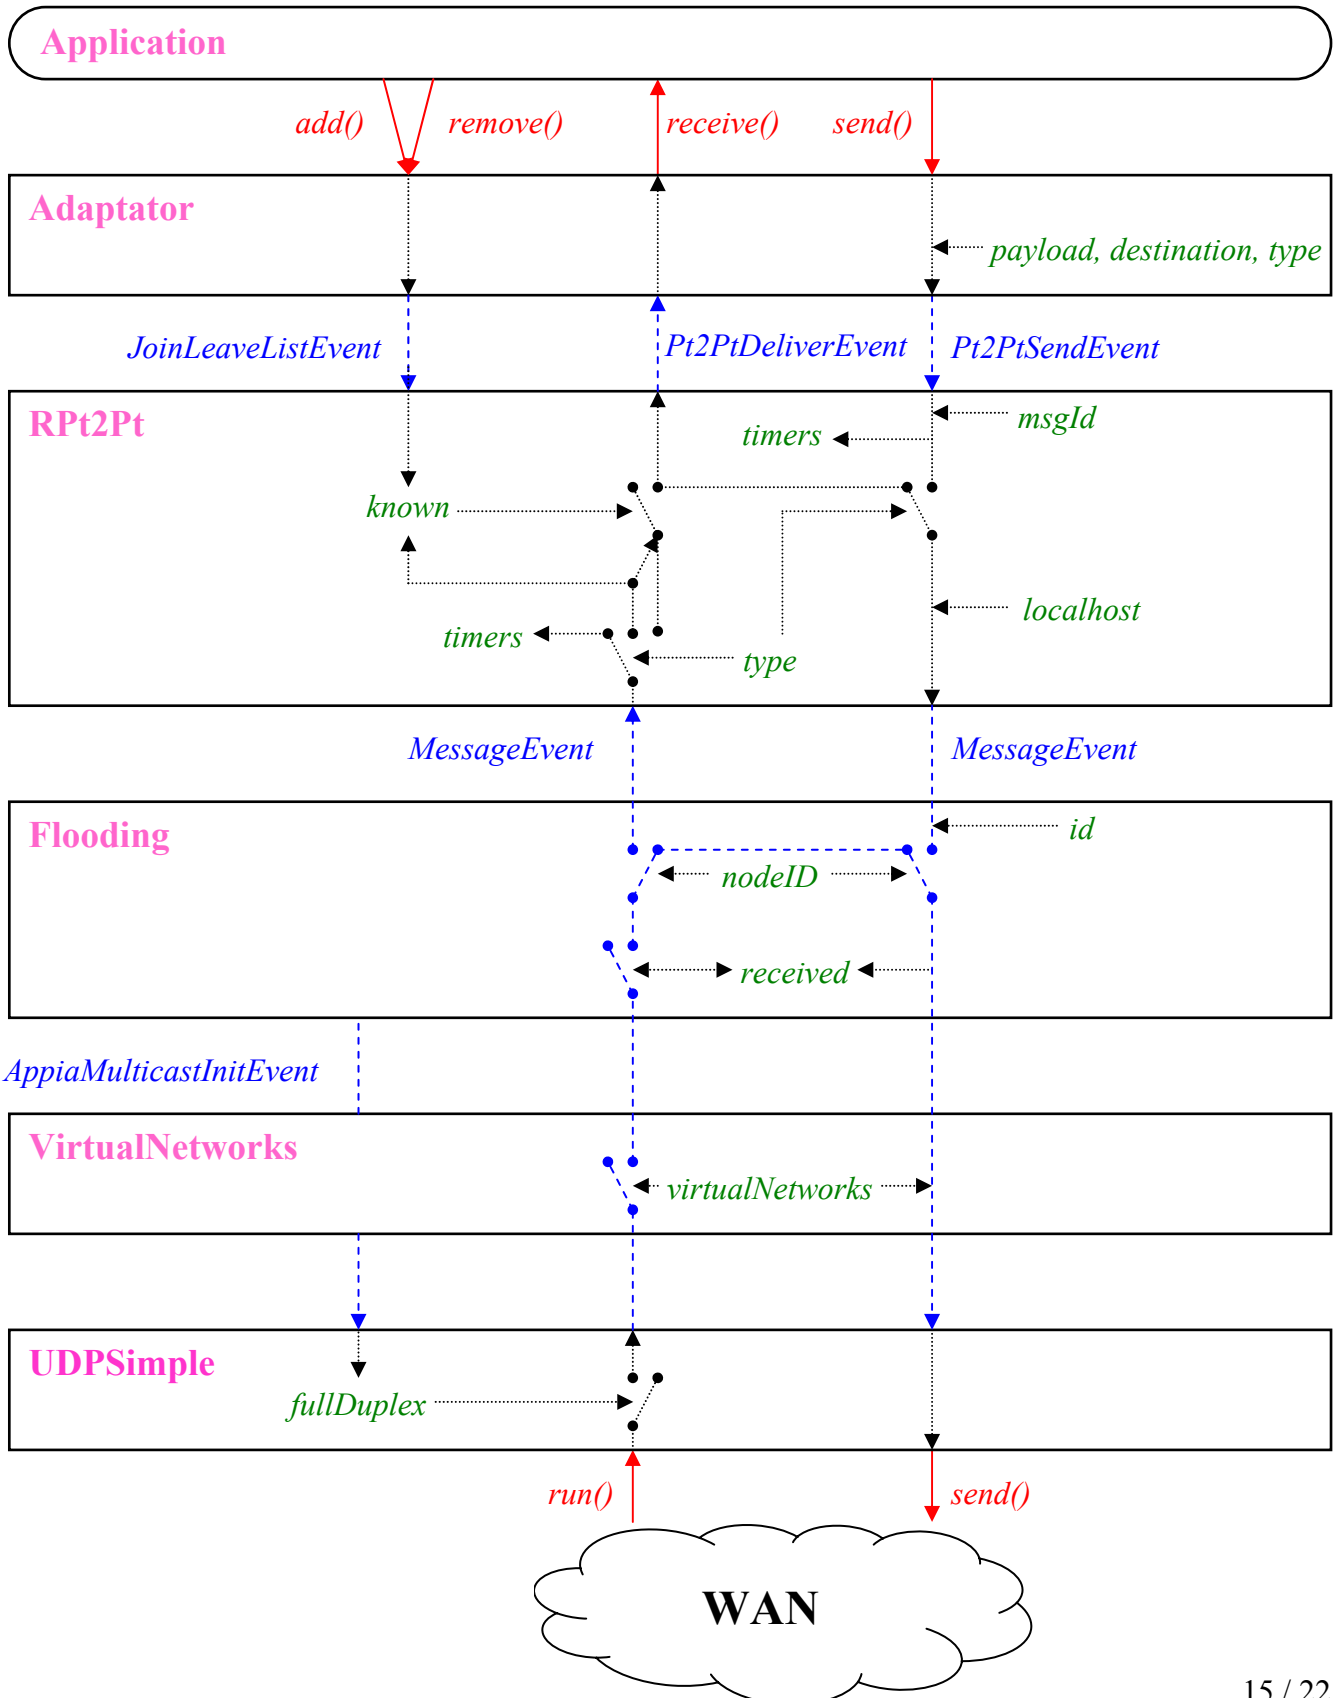 Application
add() remove() receive() send()
Adaptator
payload, destination, type
JoinLeaveListEvent Pt2PtDeliverEvent Pt2PtSendEvent
RPt2Pt
msgId
timers
known
localhost
timers
type
MessageEvent MessageEvent
Flooding
id
nodeID
received
AppiaMulticastInitEvent
VirtualNetworks
virtualNetworks
UDPSimple
fullDuplex
run() send()
WAN
15 / 22